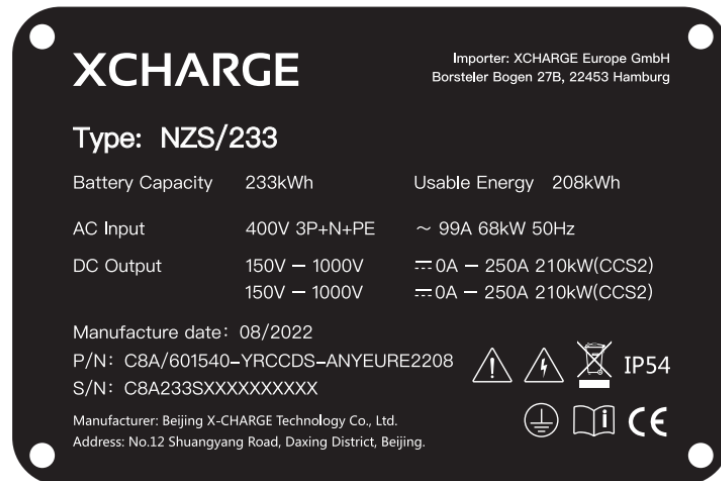 XCHARGE
Importer: XCHARGE Europe GmbH
Borsteler Bogen 27B, 22453 Hamburg
Type: NZS/233
Battery Capacity 233kWh Usable Energy 208kWh
AC Input 400V 3P+N+PE ～ 99A 68kW 50Hz
DC Output 150V — 1000V ⎓0A — 250A 210kW(CCS2)
150V — 1000V ⎓0A — 250A 210kW(CCS2)
Manufacture date: 08/2022
P/N: C8A/601540-YRCCDS-ANYEURE2208
S/N: C8A233SXXXXXXXXXX
IP54
Manufacturer: Beijing X-CHARGE Technology Co., Ltd.
Address: No.12 Shuangyang Road, Daxing District, Beijing.
CE